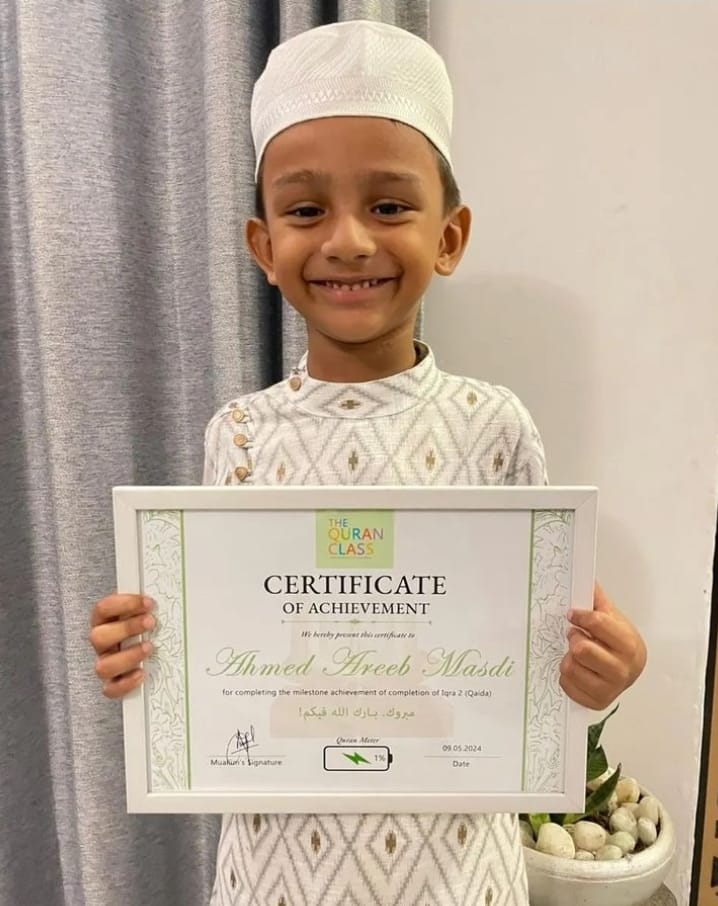 THE
QURAN
CLASS
CERTIFICATE
OF ACHIEVEMENT
We hereby present this certificate to
Ahmed Areeb Masdi
for completing the milestone achievement of completion of Iqra 2 (Qaida)
مبروك. بارك الله فيكم!
Quran Meter
1%
09.05.2024
Mualim's Signature
Date